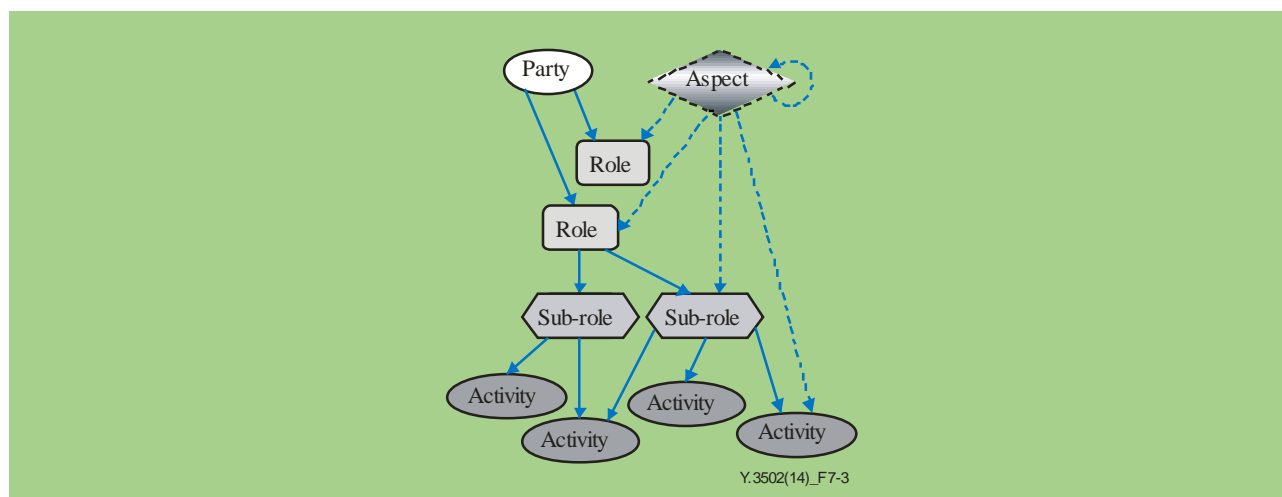 Party
Aspect
Role
Role
Sub-role
Sub-role
Activity
Activity
Activity
Activity
Y.3502(14)_F7-3